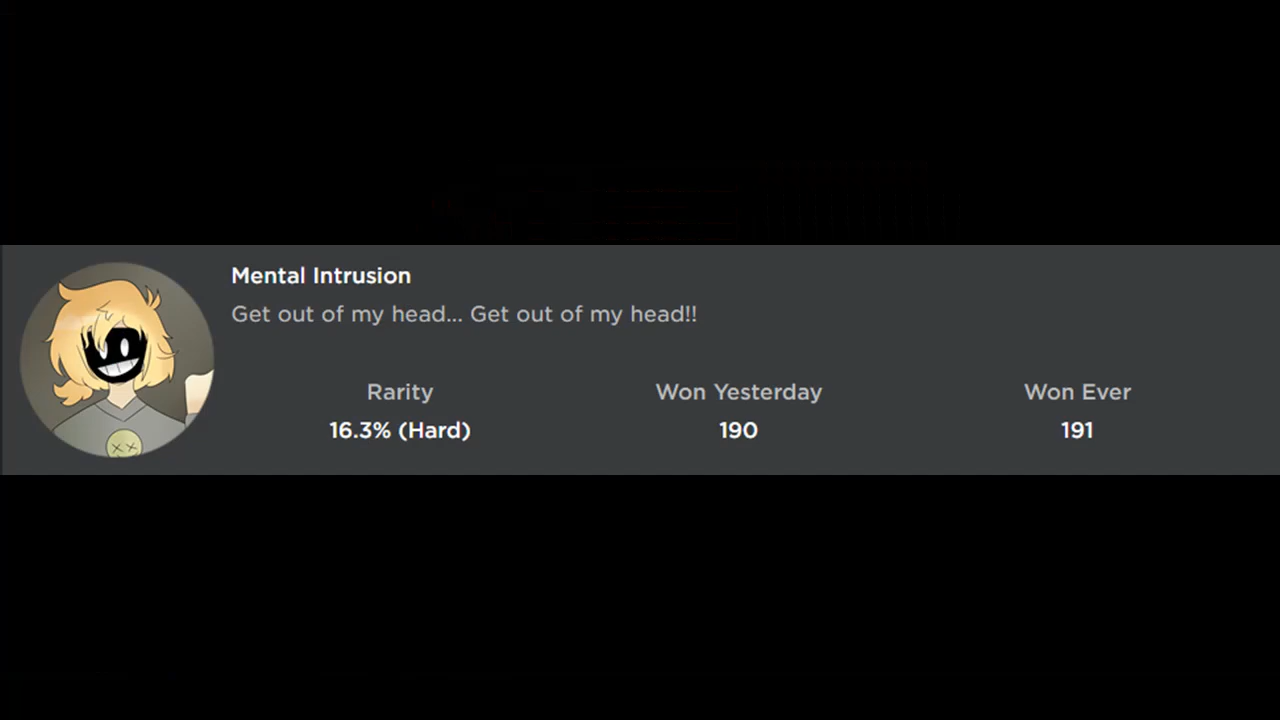 Mental Intrusion
Get out of my head... Get out of my head!!
Rarity Won Yesterday Won Ever
16.3% (Hard) 190 191